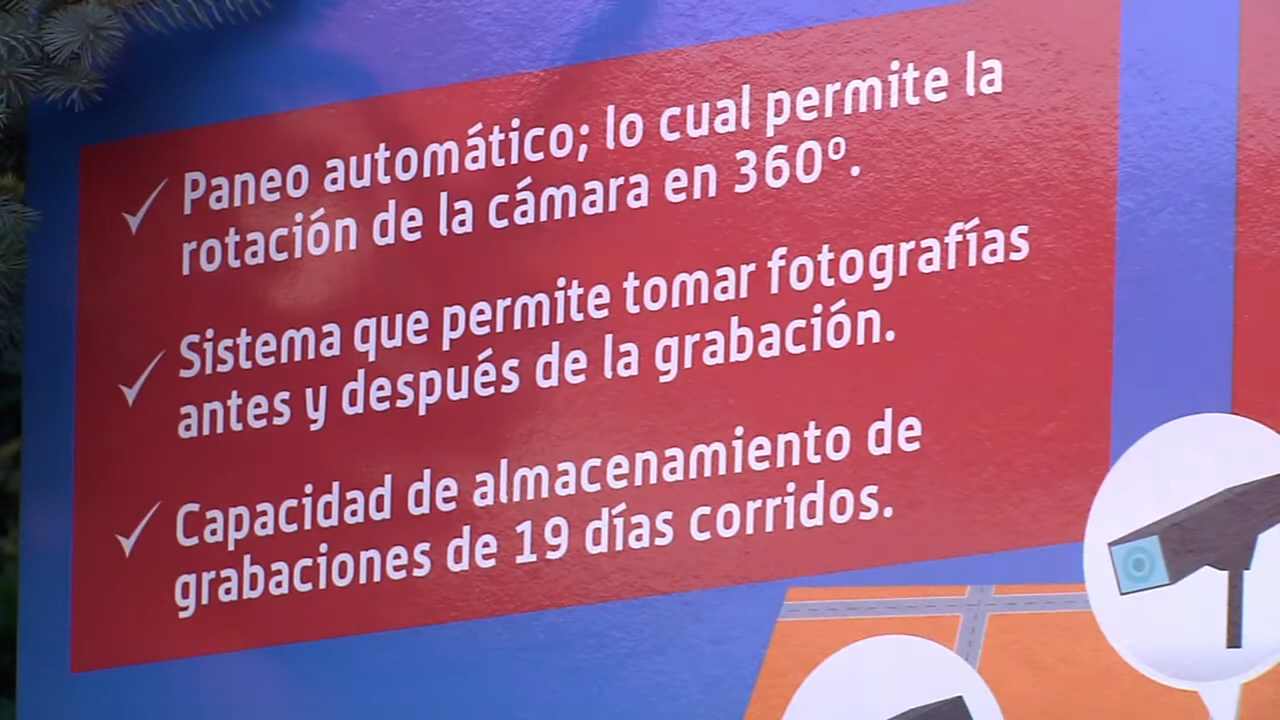 Paneo automático; lo cual permite la
rotación de la cámara en 360º.
Sistema que permite tomar fotografías
antes y después de la grabación.
Capacidad de almacenamiento de
grabaciones de 19 días corridos.